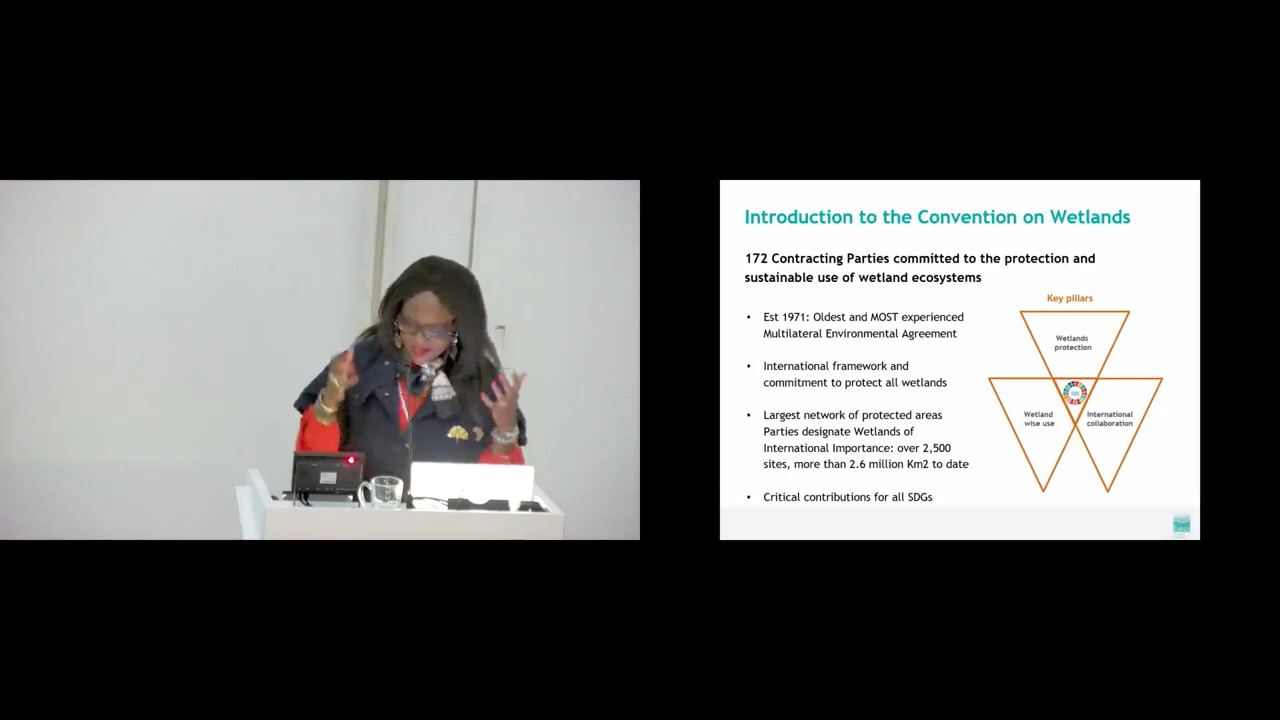 Introduction to the Convention on Wetlands
172 Contracting Parties committed to the protection and
sustainable use of wetland ecosystems
• Est 1971: Oldest and MOST experienced
Multilateral Environmental Agreement
• International framework and
commitment to protect all wetlands
• Largest network of protected areas
Parties designate Wetlands of
International Importance: over 2,500
sites, more than 2.6 million Km2 to date
• Critical contributions for all SDGs
Key pillars
Wetlands
protection
Wetland
wise use
International
collaboration